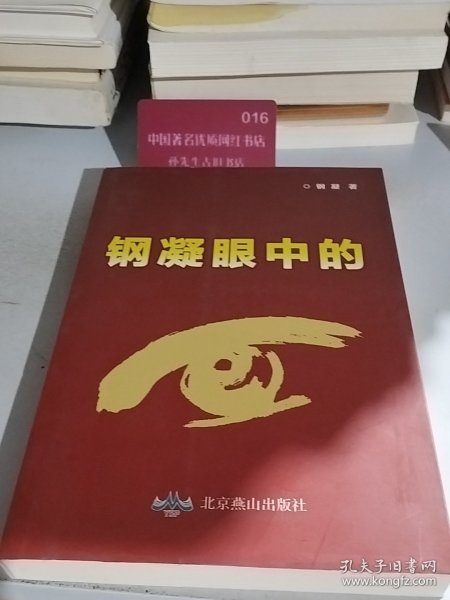 016
中国著名优质网红书店
孙先生古旧书店
钢凝 著
钢凝眼中的
YSP
北京燕山出版社
孔夫子旧书网
www.kongfz.com